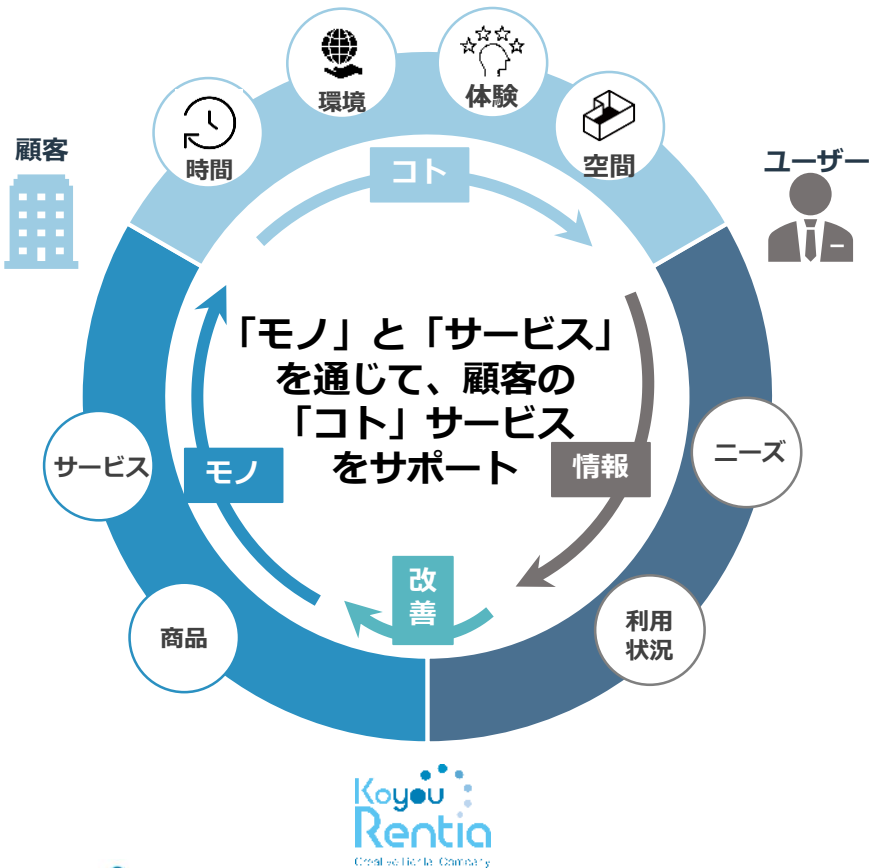 環境
体験
時間
空間
顧客
ユーザー
コト
「モノ」と「サービス」
を通じて、顧客の
「コト」サービス
をサポート
サービス
モノ
情報
ニーズ
改
善
商品
利用
状況
Koyou
Rentia